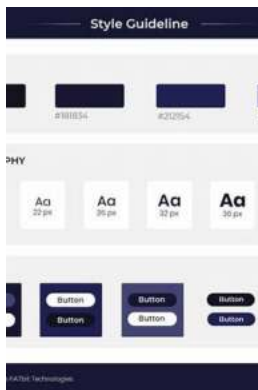 Style Guideline
#181834 #212154
PHY
Aa Aa Aa Aa
22 px 26 px 32 px 36 px
Button Button Button
Button Button Button
Technologies